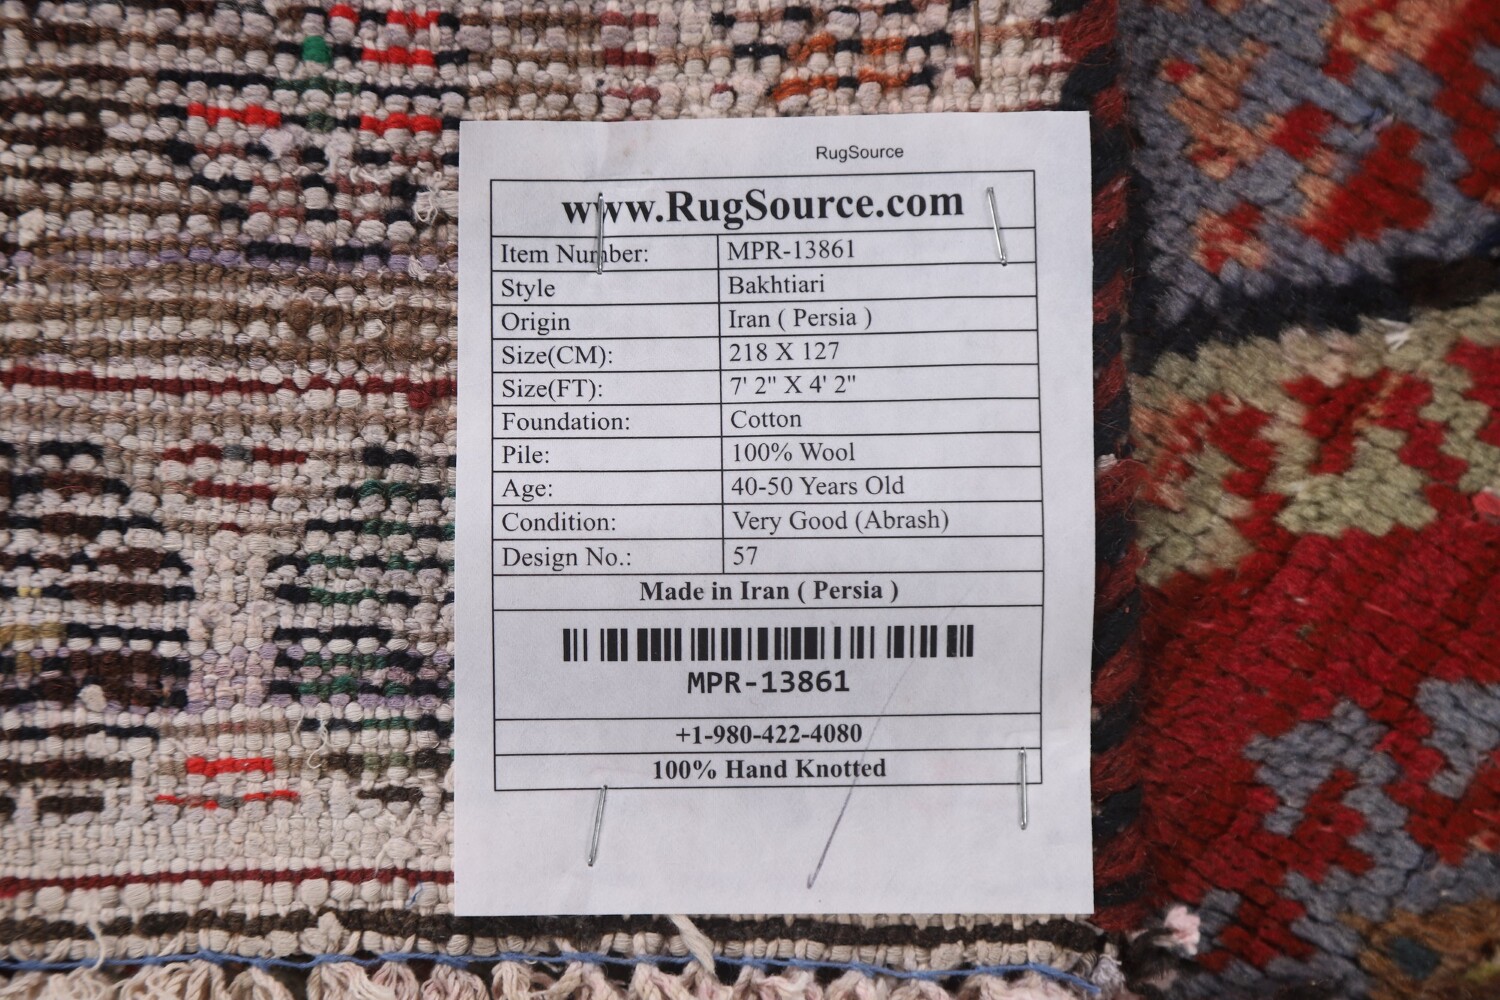 RugSource
www.RugSource.com
Item Number: MPR-13861
Style Bakhtiari
Origin Iran ( Persia )
Size(CM): 218 X 127
Size(FT): 7' 2" X 4' 2"
Foundation: Cotton
Pile: 100% Wool
Age: 40-50 Years Old
Condition: Very Good (Abrash)
Design No.: 57
Made in Iran ( Persia )
MPR-13861
+1-980-422-4080
100% Hand Knotted